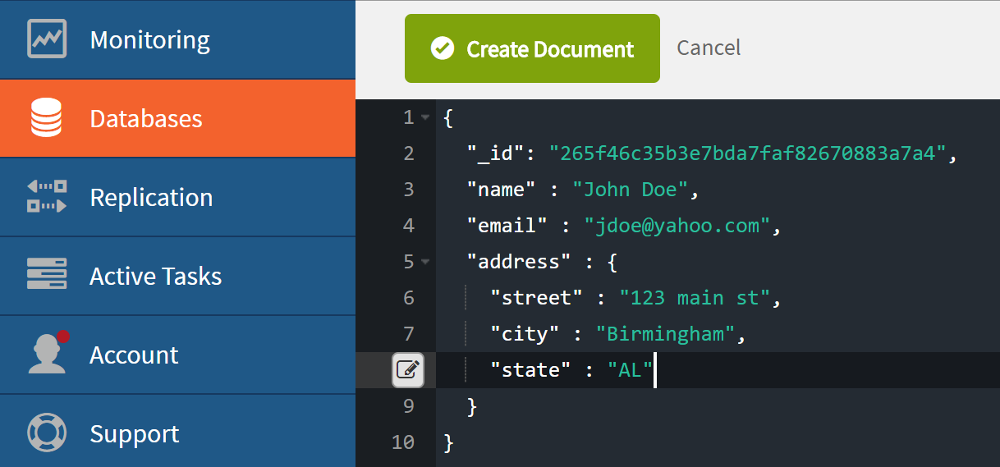 Monitoring
Databases
Replication
Active Tasks
Account
Support
Create Document Cancel
1 {
2 "_id": "265f46c35b3e7bda7faf82670883a7a4",
3 "name" : "John Doe",
4 "email" : "jdoe@yahoo.com",
5 "address" : {
6 "street" : "123 main st",
7 "city" : "Birmingham",
"state" : "AL"
9 }
10 }